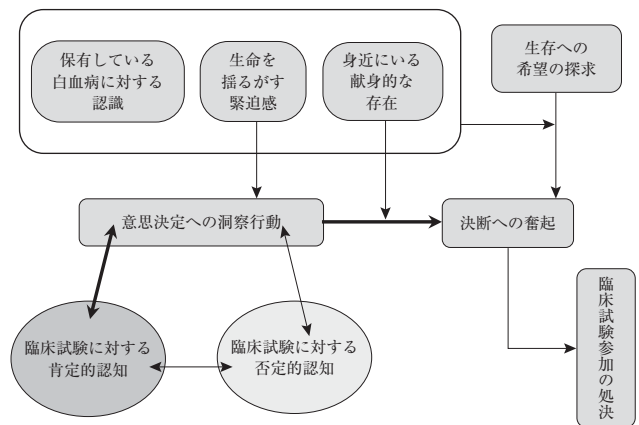 保有している
白血病に対する
認識
生命を
揺るがす
緊迫感
身近にいる
献身的な
存在
生存への
希望の探求
意思決定への洞察行動
決断への奮起
臨床試験に対する
肯定的認知
臨床試験に対する
否定的認知
臨床試験参加の処決